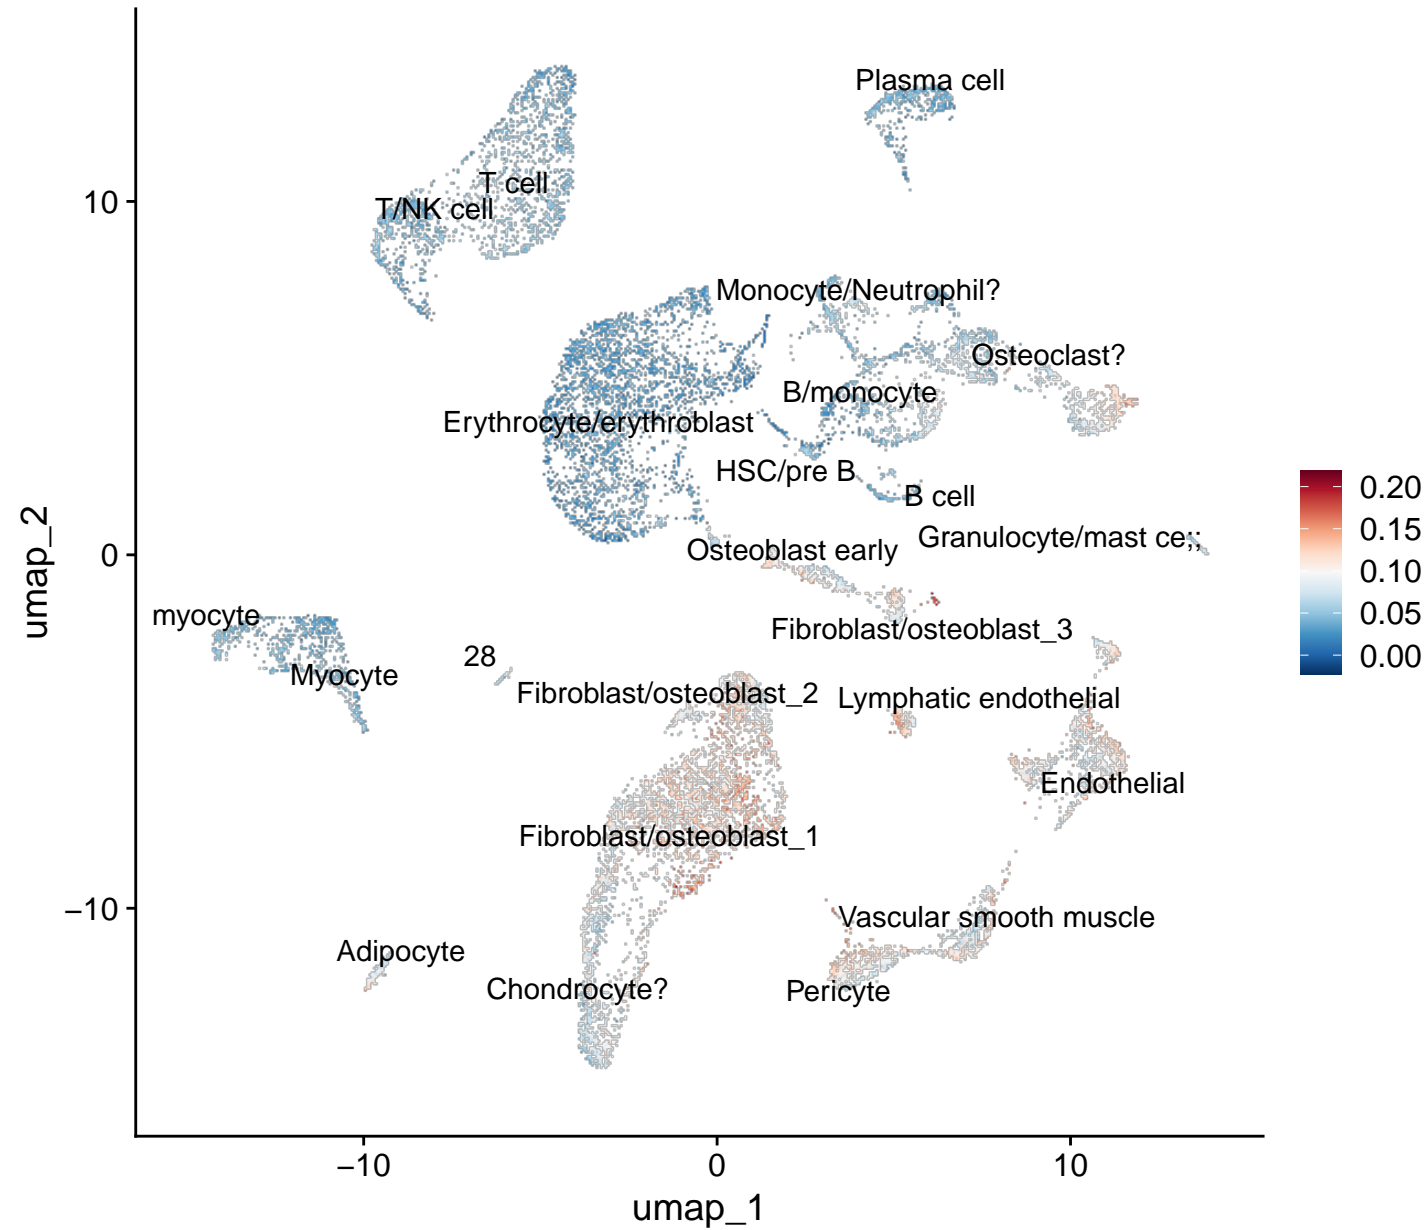 Plasma cell
T cell
10
T/NK cell
Monocyte/Neutrophil?
Osteoclast?
B/monocyte
Erythrocyte/erythroblast
HSC/pre B
B cell
Granulocyte/mast ce;;
Osteoblast early
0
umap_2
0.20
0.15
0.10
0.05
0.00
myocyte
Fibroblast/osteoblast_3
28
Myocyte
Fibroblast/osteoblast_2
Lymphatic endothelial
Endothelial
Fibroblast/osteoblast_1
−10
Vascular smooth muscle
Adipocyte
Chondrocyte?
Pericyte
−10
0
10
umap_1